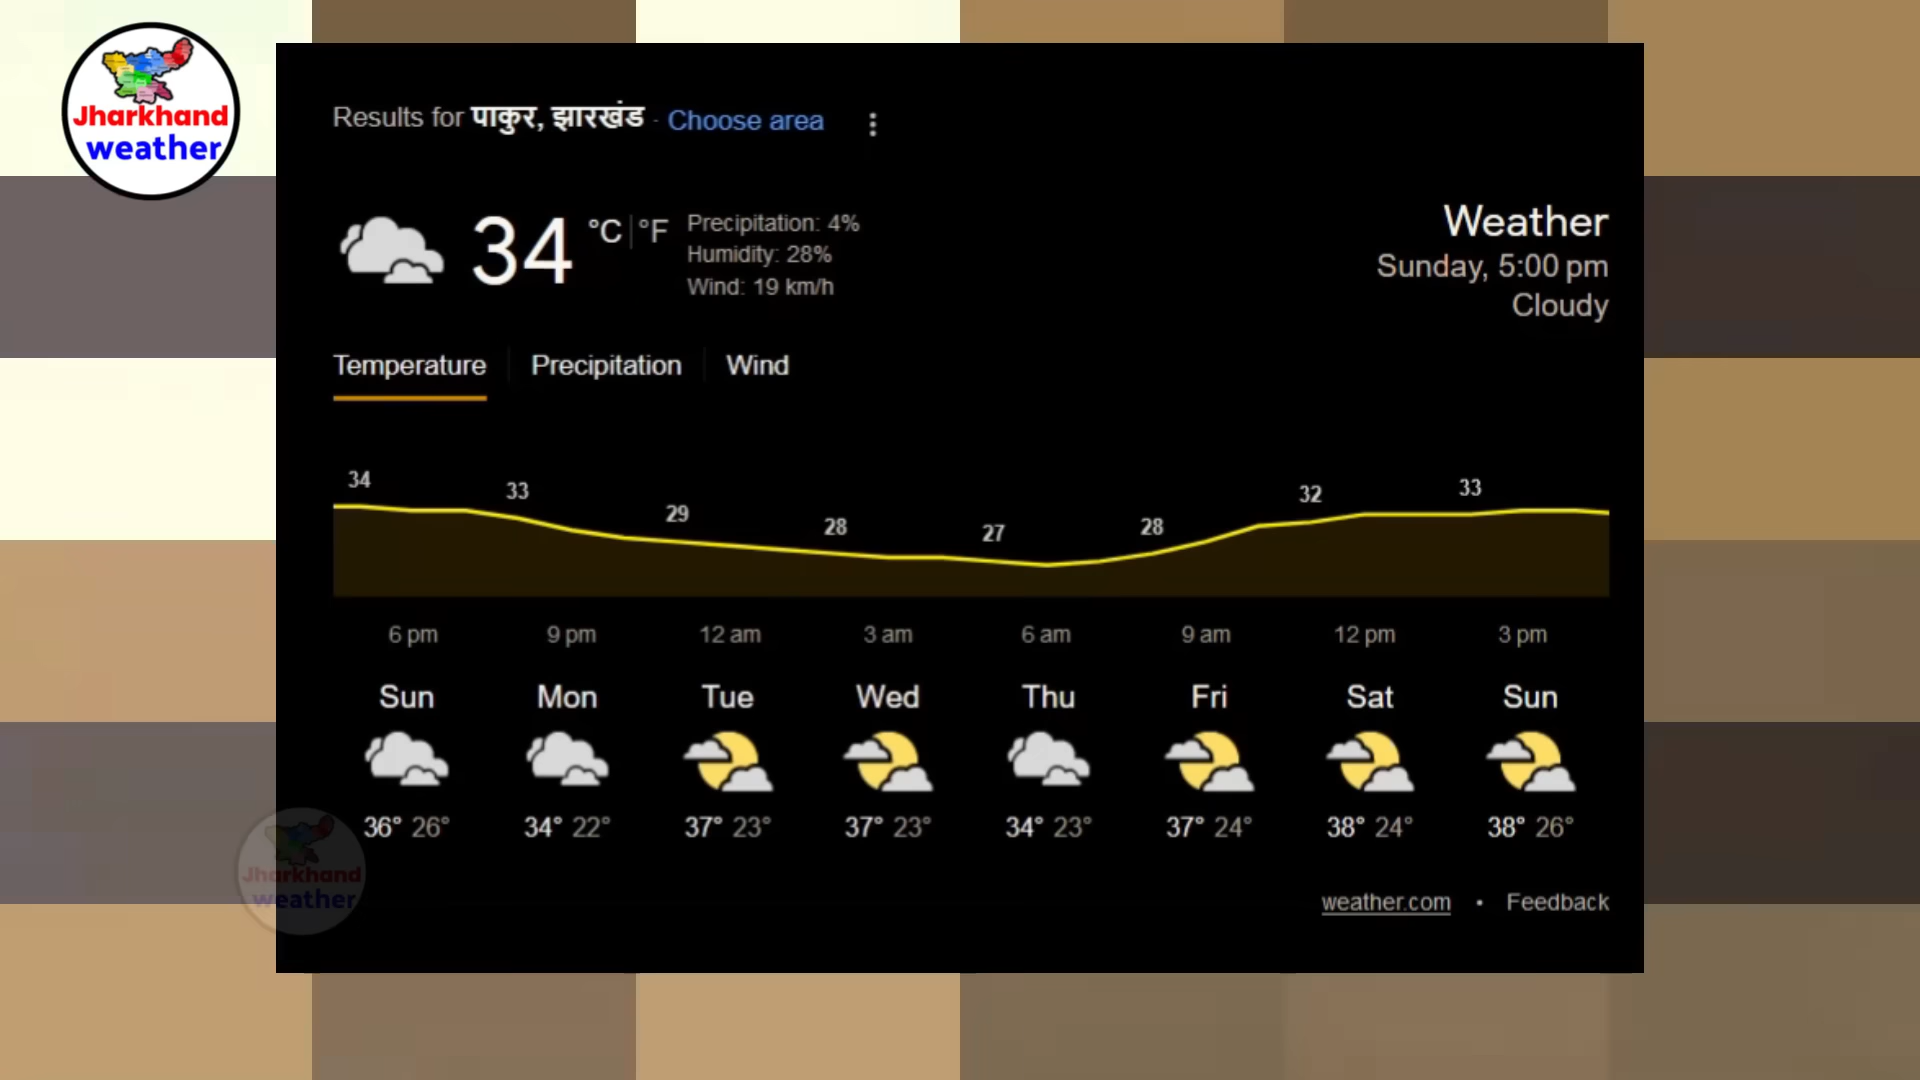 Jharkhand
weather
Results for पाकुर, झारखंड · Choose area
34 °C | °F
Precipitation: 4%
Humidity: 28%
Wind: 19 km/h
Weather
Sunday, 5:00 pm
Cloudy
Temperature Precipitation Wind
34 33 29 28 27 28 32 33
6 pm 9 pm 12 am 3 am 6 am 9 am 12 pm 3 pm
Sun Mon Tue Wed Thu Fri Sat Sun
36° 26° 34° 22° 37° 23° 37° 23° 34° 23° 37° 24° 38° 24° 38° 26°
Jharkhand
weather
weather.com • Feedback